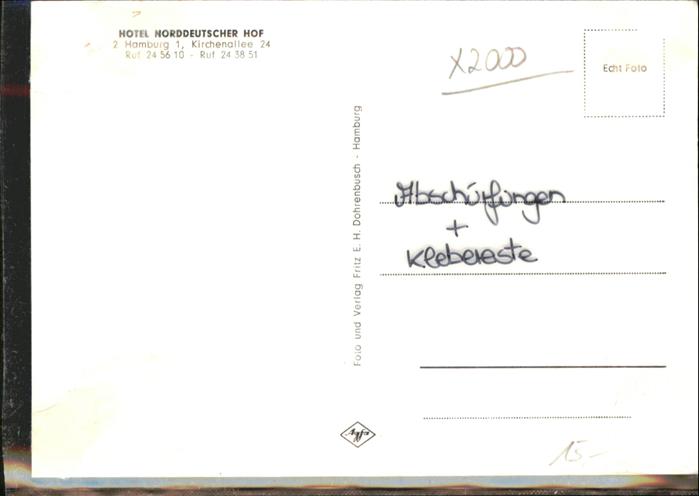 HOTEL NORDDEUTSCHER HOF
2 Hamburg 1, Kirchenallee 24
Ruf 24 56 10 - Ruf 24 38 51
X2000
Echt Foto
Foto und Verlag Fritz E. H. Dohrenbusch - Hamburg
Abschürfungen
+
Klebereste
Agfa
15-